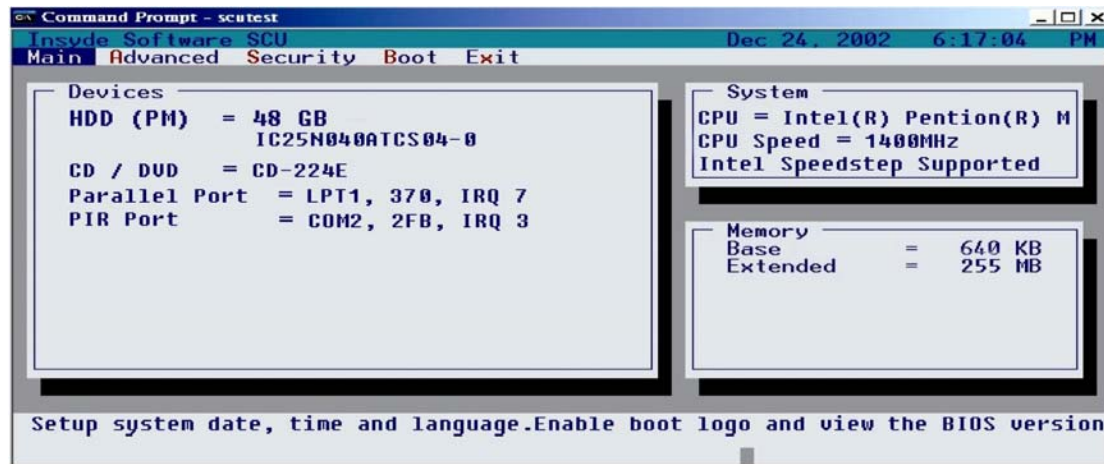 Command Prompt - scutest
Insyde Software SCU Dec 24, 2002 6:17:04 PM
Main Advanced Security Boot Exit
Devices
HDD (PM) = 48 GB
IC25N040ATCS04-0
CD / DVD = CD-224E
Parallel Port = LPT1, 370, IRQ 7
PIR Port = COM2, 2FB, IRQ 3
System
CPU = Intel(R) Pention(R) M
CPU Speed = 1400MHz
Intel Speedstep Supported
Memory
Base = 640 KB
Extended = 255 MB
Setup system date, time and language.Enable boot logo and view the BIOS version